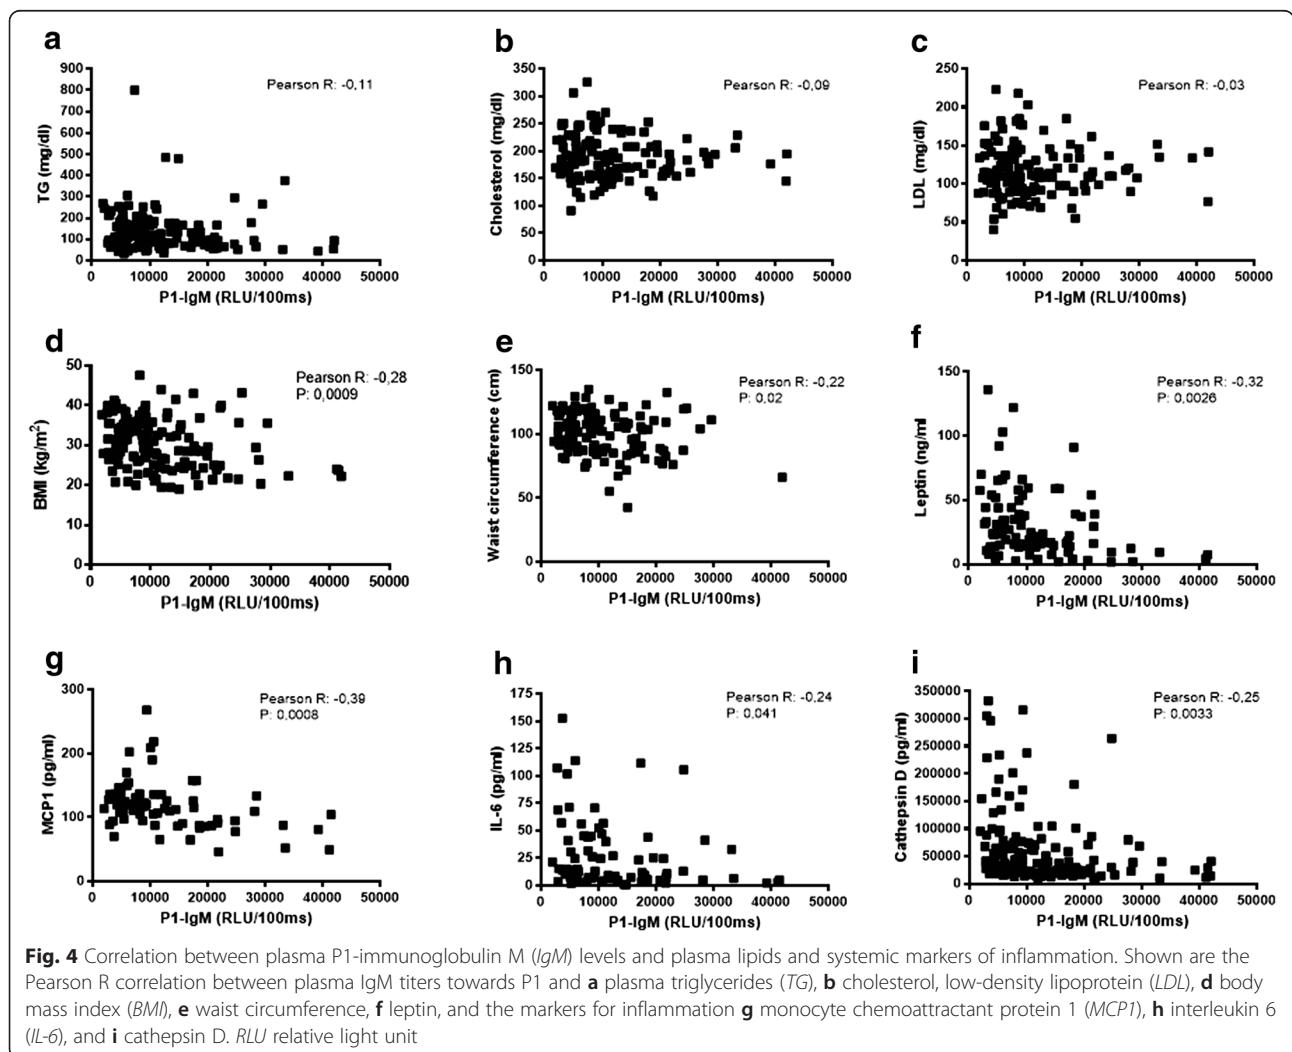 a
Pearson R: -0,11
TG (mg/dl)
900
800
700
600
500
400
300
200
100
0
0 10000 20000 30000 40000 50000
P1-IgM (RLU/100ms)
b
Pearson R: -0,09
Cholesterol (mg/dl)
350
300
250
200
150
100
50
0
0 10000 20000 30000 40000 50000
P1-IgM (RLU/100ms)
c
Pearson R: -0,03
LDL (mg/dl)
250
200
150
100
50
0
0 10000 20000 30000 40000 50000
P1-IgM (RLU/100ms)
d
Pearson R: -0,28
P: 0,0009
BMI (kg/m²)
50
40
30
20
10
0
0 10000 20000 30000 40000 50000
P1-IgM (RLU/100ms)
e
Pearson R: -0,22
P: 0,02
Waist circumference (cm)
150
100
50
0
0 10000 20000 30000 40000 50000
P1-IgM (RLU/100ms)
f
Pearson R: -0,32
P: 0,0026
Leptin (ng/ml
150
100
50
0
0 10000 20000 30000 40000 50000
P1-IgM (RLU/100ms)
g
Pearson R: -0,39
P: 0,0008
MCP1 (pg/ml)
300
200
100
0
0 10000 20000 30000 40000 50000
P1-IgM (RLU/100ms)
h
Pearson R: -0,24
P: 0,041
IL-6 (pg/ml)
175
150
125
100
75
50
25
0
0 10000 20000 30000 40000 50000
P1-IgM (RLU/100ms)
i
Pearson R: -0,25
P: 0,0033
Cathepsin D (pg/ml)
350000
300000
250000
200000
150000
100000
50000
0
0 10000 20000 30000 40000 50000
P1-IgM (RLU/100ms)
Fig. 4 Correlation between plasma P1-immunoglobulin M (IgM) levels and plasma lipids and systemic markers of inflammation. Shown are the
Pearson R correlation between plasma IgM titers towards P1 and a plasma triglycerides (TG), b cholesterol, low-density lipoprotein (LDL), d body
mass index (BMI), e waist circumference, f leptin, and the markers for inflammation g monocyte chemoattractant protein 1 (MCP1), h interleukin 6
(IL-6), and i cathepsin D. RLU relative light unit